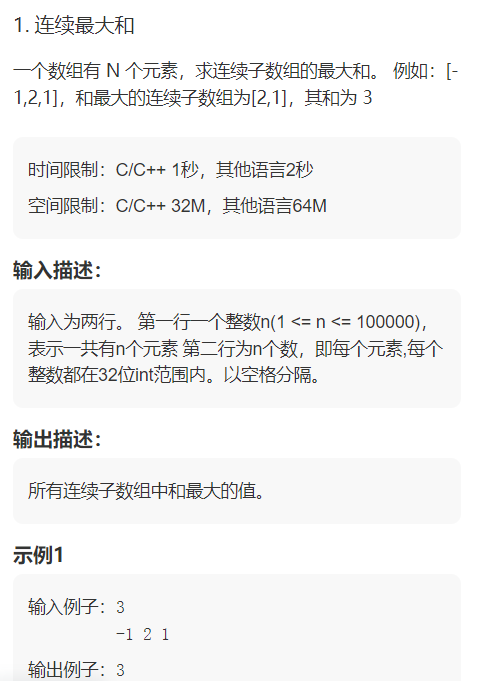 1. 连续最大和
一个数组有 N 个元素，求连续子数组的最大和。 例如：[-
1,2,1]，和最大的连续子数组为[2,1]，其和为 3
时间限制：C/C++ 1秒，其他语言2秒
空间限制：C/C++ 32M，其他语言64M
输入描述：
输入为两行。 第一行一个整数n(1 <= n <= 100000)，
表示一共有n个元素 第二行为n个数，即每个元素,每个
整数都在32位int范围内。以空格分隔。
输出描述：
所有连续子数组中和最大的值。
示例1
输入例子：3
-1 2 1
输出例子：3